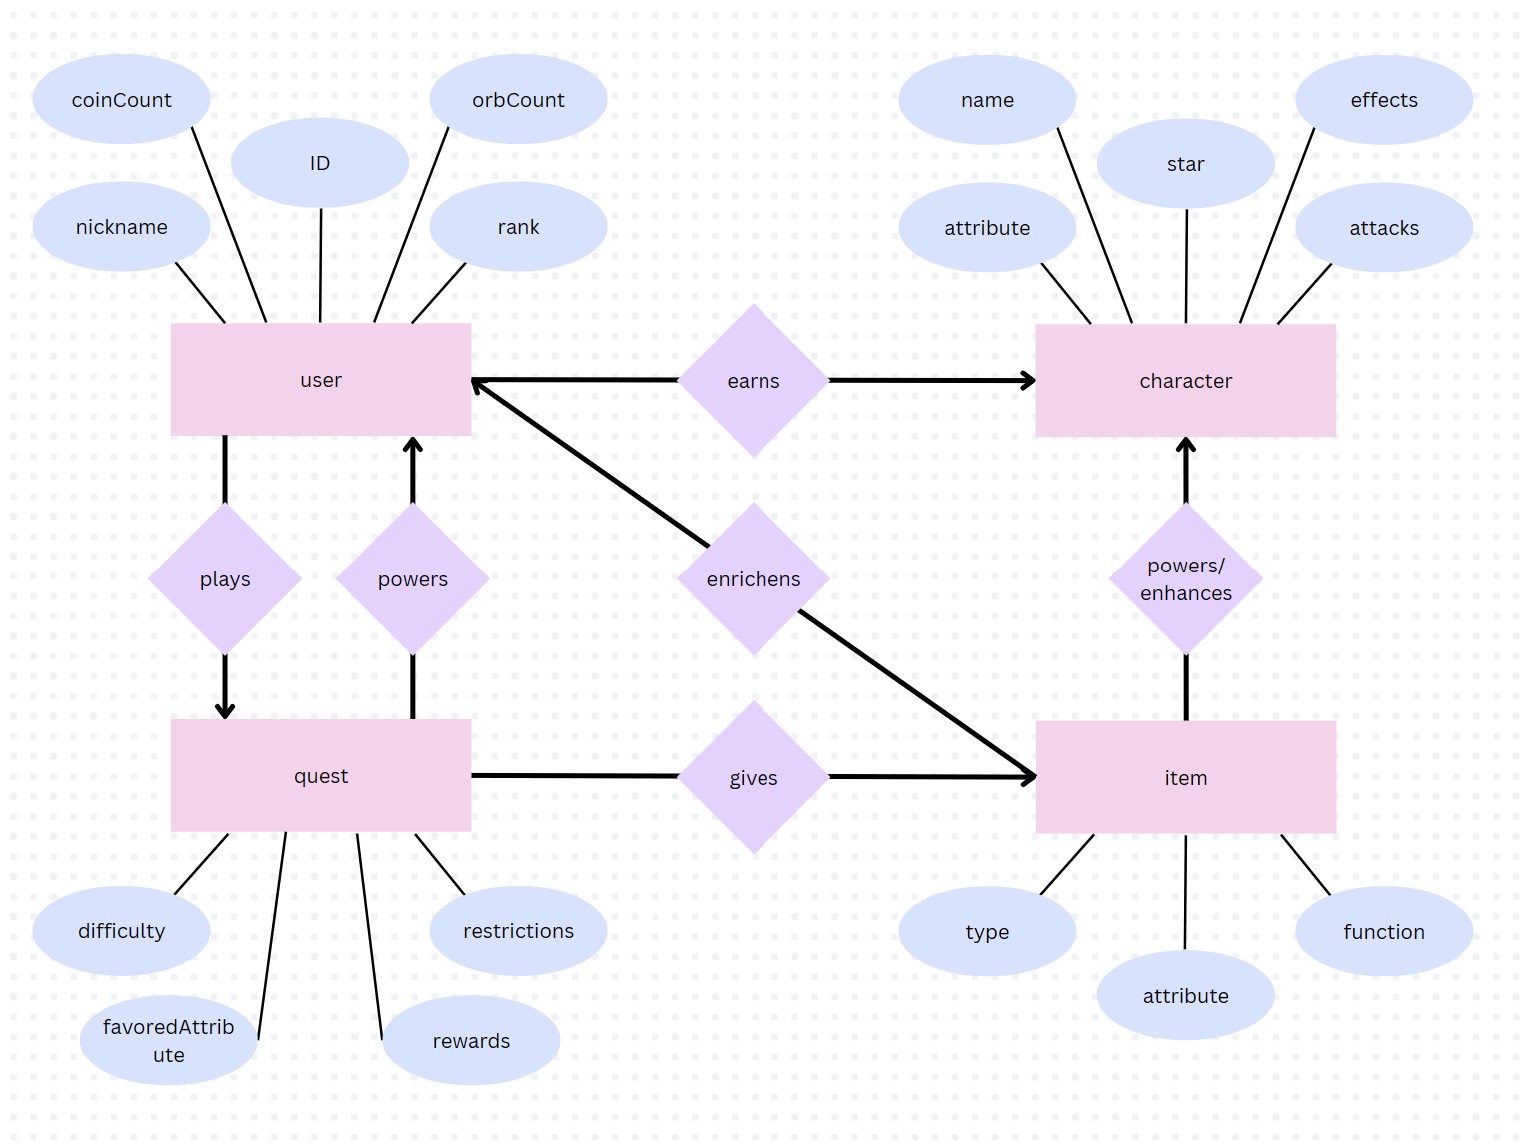 coinCount
orbCount
name
effects
ID
star
nickname
rank
attribute
attacks
user
earns
character
plays
powers
enrichens
powers/
enhances
quest
gives
item
difficulty
restrictions
type
function
attribute
favoredAttrib
ute
rewards